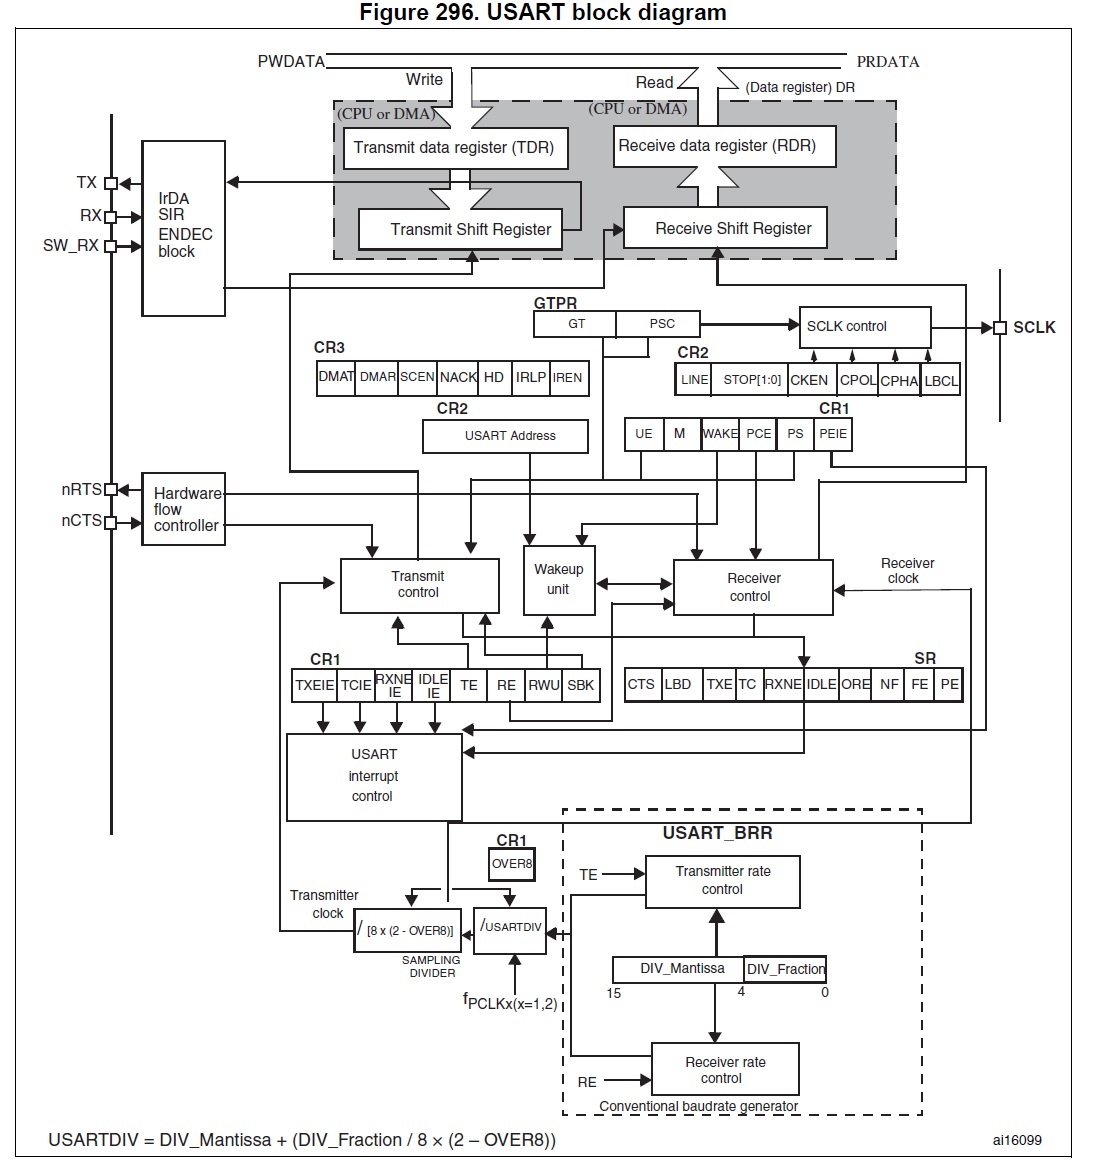 Figure 296. USART block diagram
PWDATA
PRDATA
Write
Read
(Data register) DR
(CPU or DMA)
(CPU or DMA)
Transmit data register (TDR)
Receive data register (RDR)
TX
RX
SW_RX
IrDA
SIR
ENDEC
block
Transmit Shift Register
Receive Shift Register
GTPR
GT
PSC
SCLK control
SCLK
CR3
DMAT
DMAR
SCEN
NACK
HD
IRLP
IREN
CR2
LINE
STOP[1:0]
CKEN
CPOL
CPHA
LBCL
CR2
USART Address
CR1
UE
M
WAKE
PCE
PS
PEIE
nRTS
nCTS
Hardware
flow
controller
Transmit
control
Wakeup
unit
Receiver
control
Receiver
clock
CR1
TXEIE
TCIE
RXNE
IE
IDLE
IE
TE
RE
RWU
SBK
SR
CTS
LBD
TXE
TC
RXNE
IDLE
ORE
NF
FE
PE
USART
interrupt
control
CR1
OVER8
USART_BRR
TE
Transmitter rate
control
Transmitter
clock
/ [8 x (2 - OVER8)]
/USARTDIV
SAMPLING
DIVIDER
fPCLKx(x=1,2)
DIV_Mantissa
DIV_Fraction
15
4
0
RE
Receiver rate
control
Conventional baudrate generator
USARTDIV = DIV_Mantissa + (DIV_Fraction / 8 × (2 – OVER8))
ai16099